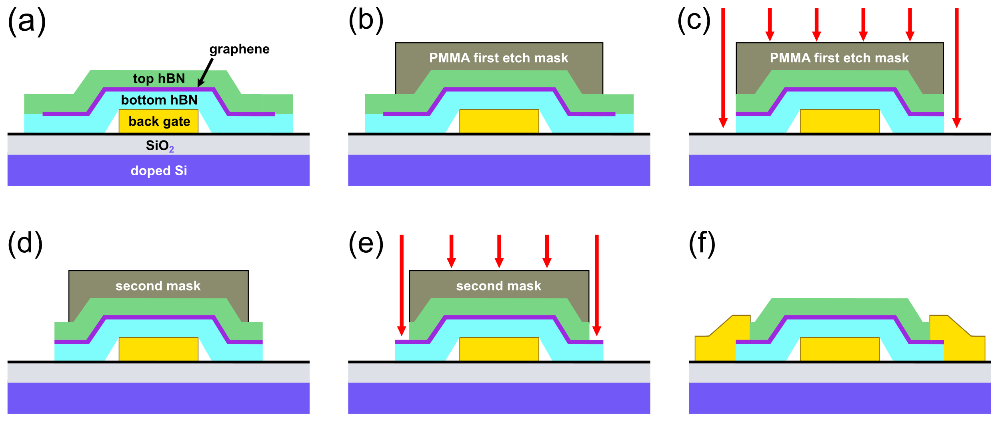 (a)
graphene
top hBN
bottom hBN
back gate
SiO₂
doped Si
(b)
PMMA first etch mask
(c)
PMMA first etch mask
(d)
second mask
(e)
second mask
(f)